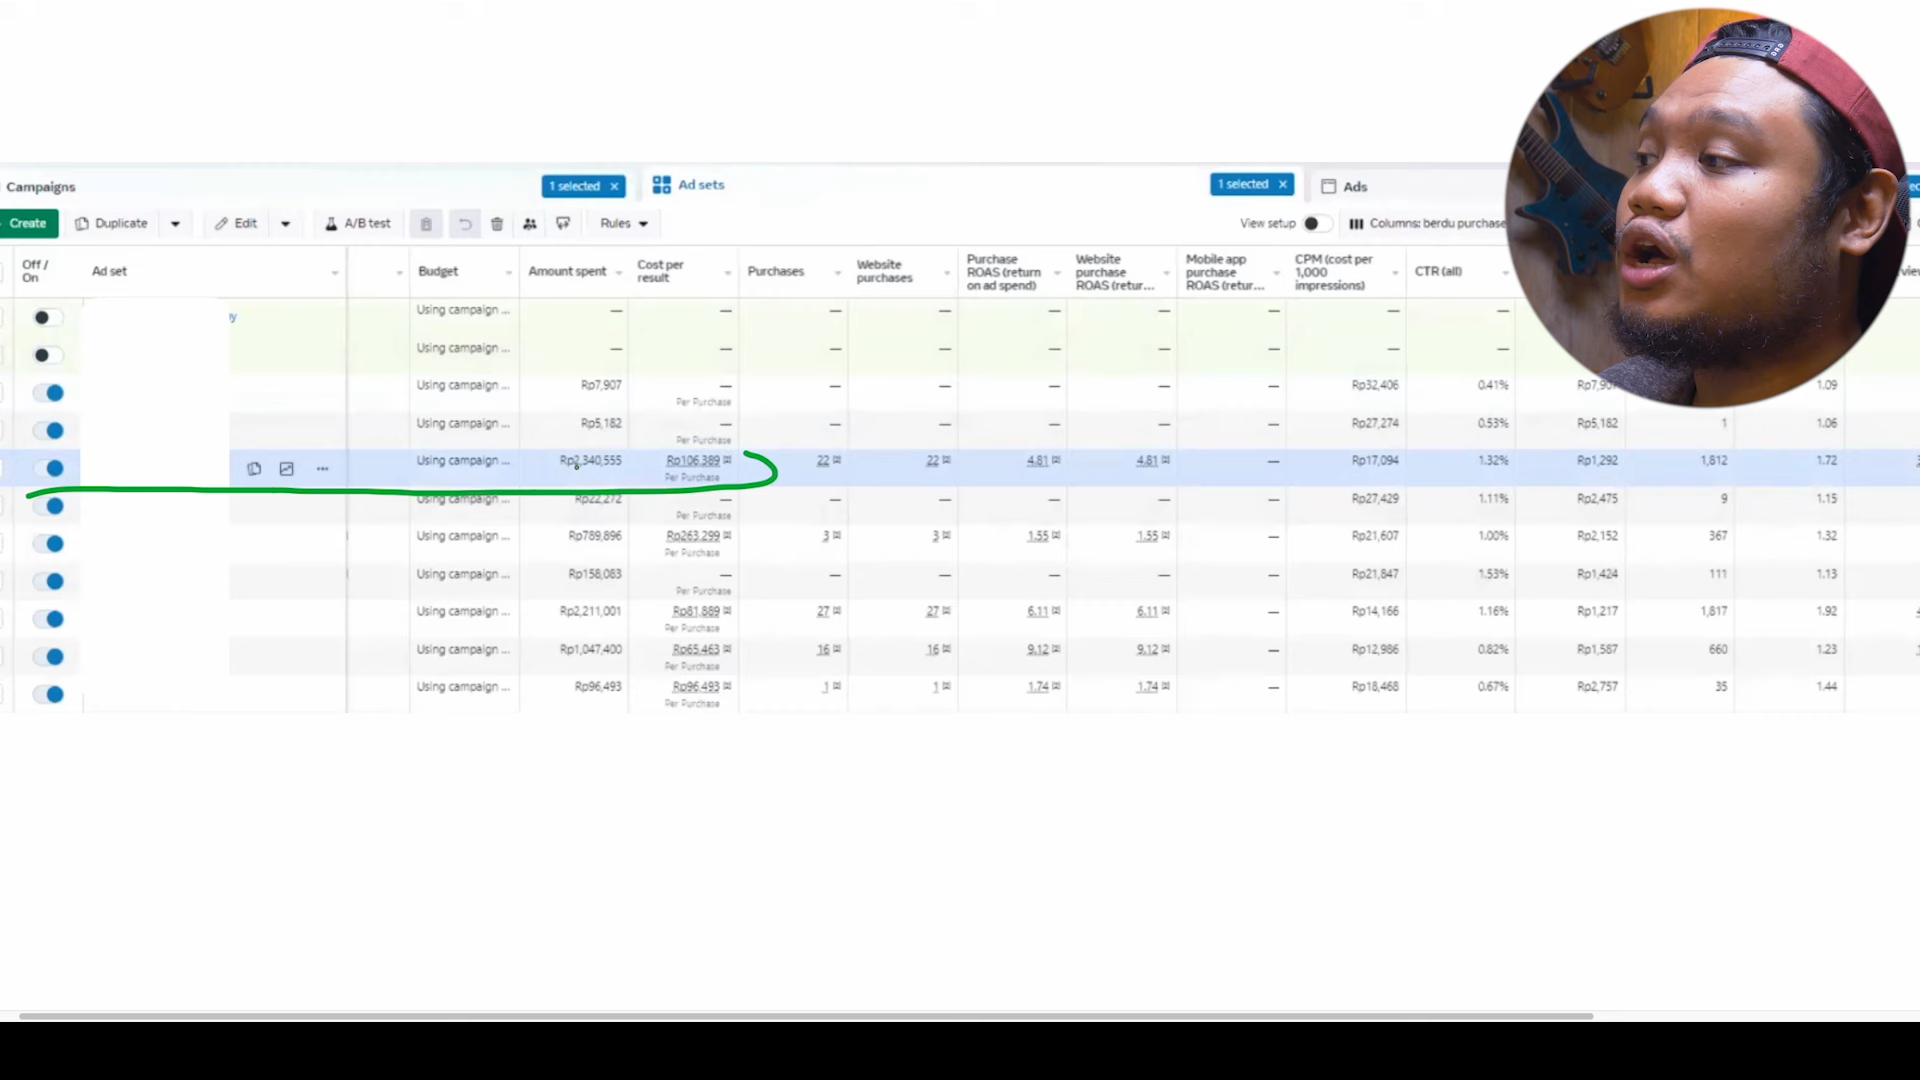 Campaigns 1 selected × Ad sets 1 selected × Ads
Create Duplicate Edit A/B test Rules View setup Columns: berdu purchase
Off / On Ad set Budget Amount spent Cost per result Purchases Website purchases Purchase ROAS (return on ad spend) Website purchase ROAS (retur... Mobile app purchase ROAS (retur... CPM (cost per 1,000 impressions) CTR (all)
Using campaign ... — — — — — — — — —
Using campaign ... — — — — — — — — —
Using campaign ... Rp7,907 — — — — — — Rp32,406 0.41% 1.09
Per Purchase
Using campaign ... Rp5,182 — — — — — — Rp27,274 0.53% Rp5,182 1 1.06
Per Purchase
Using campaign ... Rp2,340,555 Rp106,389 22 22 4.81 4.81 — Rp17,094 1.32% Rp1,292 1,812 1.72
Per Purchase
Using campaign ... Rp22,272 — — — — — — Rp27,429 1.11% Rp2,475 9 1.15
Per Purchase
Using campaign ... Rp789,896 Rp263,299 3 3 1.55 1.55 — Rp21,607 1.00% Rp2,152 367 1.32
Per Purchase
Using campaign ... Rp158,083 — — — — — — Rp21,847 1.53% Rp1,424 111 1.13
Per Purchase
Using campaign ... Rp2,211,001 Rp81,889 27 27 6.11 6.11 — Rp14,166 1.16% Rp1,217 1,817 1.92
Per Purchase
Using campaign ... Rp1,047,400 Rp65,463 16 16 9.12 9.12 — Rp12,986 0.82% Rp1,587 660 1.23
Per Purchase
Using campaign ... Rp96,493 Rp96,493 1 1 1.74 1.74 — Rp18,468 0.67% Rp2,757 35 1.44
Per Purchase